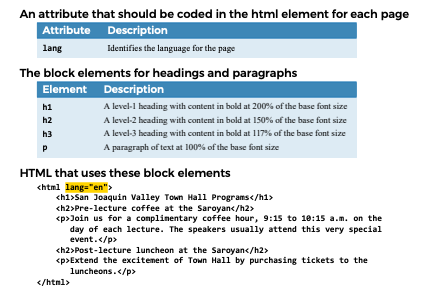 An attribute that should be coded in the html element for each page
Attribute Description
lang Identifies the language for the page
The block elements for headings and paragraphs
Element Description
h1 A level-1 heading with content in bold at 200% of the base font size
h2 A level-2 heading with content in bold at 150% of the base font size
h3 A level-3 heading with content in bold at 117% of the base font size
p A paragraph of text at 100% of the base font size
HTML that uses these block elements
<html lang="en">
<h1>San Joaquin Valley Town Hall Programs</h1>
<h2>Pre-lecture coffee at the Saroyan</h2>
<p>Join us for a complimentary coffee hour, 9:15 to 10:15 a.m. on the
day of each lecture. The speakers usually attend this very special
event.</p>
<h2>Post-lecture luncheon at the Saroyan</h2>
<p>Extend the excitement of Town Hall by purchasing tickets to the
luncheons.</p>
</html>